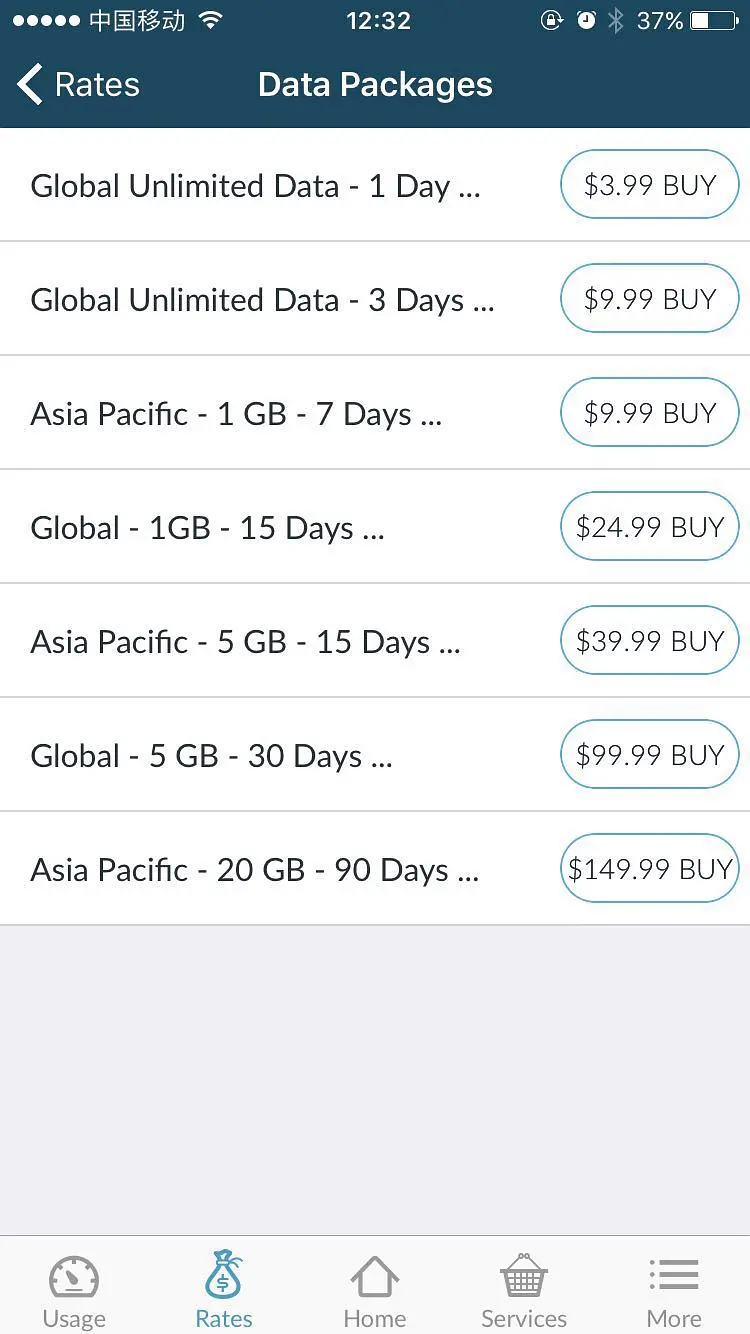 中国移动 12:32 37%
Rates Data Packages
Global Unlimited Data - 1 Day ... $3.99 BUY
Global Unlimited Data - 3 Days ... $9.99 BUY
Asia Pacific - 1 GB - 7 Days ... $9.99 BUY
Global - 1GB - 15 Days ... $24.99 BUY
Asia Pacific - 5 GB - 15 Days ... $39.99 BUY
Global - 5 GB - 30 Days ... $99.99 BUY
Asia Pacific - 20 GB - 90 Days ... $149.99 BUY
Usage Rates Home Services More